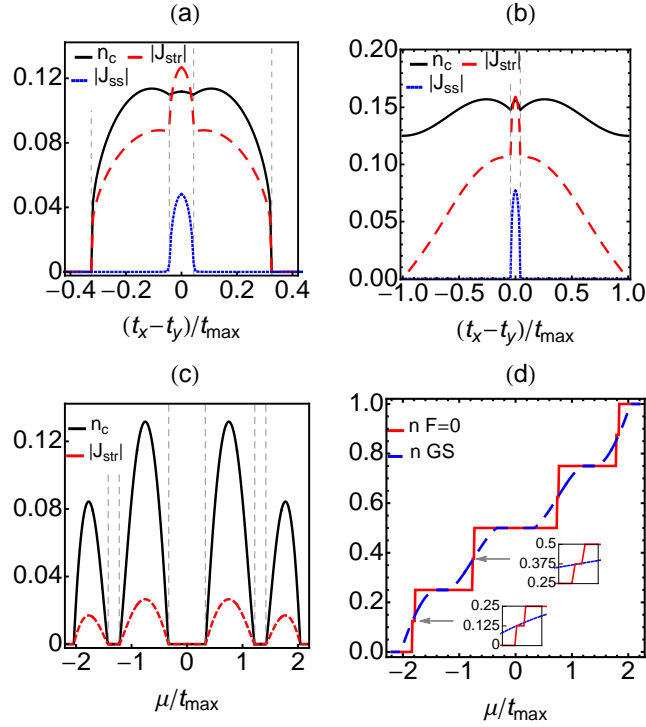 (a)
n_c |J_str|
|J_ss|
0.12
0.08
0.04
0
−0.4 −0.2 0 0.2 0.4
(t_x−t_y)/t_max
(b)
n_c |J_str|
|J_ss|
0.20
0.15
0.10
0.05
0.00
−1.0 −0.5 0.0 0.5 1.0
(t_x−t_y)/t_max
(c)
n_c
|J_str|
0.12
0.08
0.04
0
−2 −1 0 1 2
μ/t_max
(d)
n F=0
n GS
1.0
0.8
0.6
0.4
0.2
0.0
0.5
0.375
0.25
0.25
0.125
0
−2 −1 0 1 2
μ/t_max